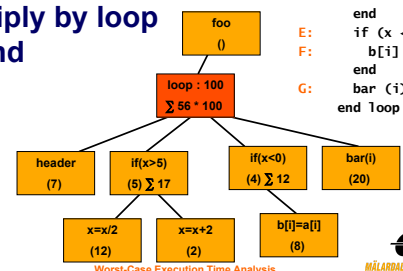 iply by loop
nd
end
E: if (x <
F: b[i]
end
G: bar (i)
end loop
foo
()
loop : 100
∑ 56 * 100
header
(7)
if(x>5)
(5) ∑ 17
if(x<0)
(4) ∑ 12
bar(i)
(20)
x=x/2
(12)
x=x+2
(2)
b[i]=a[i]
(8)
Worst-Case Execution Time Analysis
MÄLARDAL